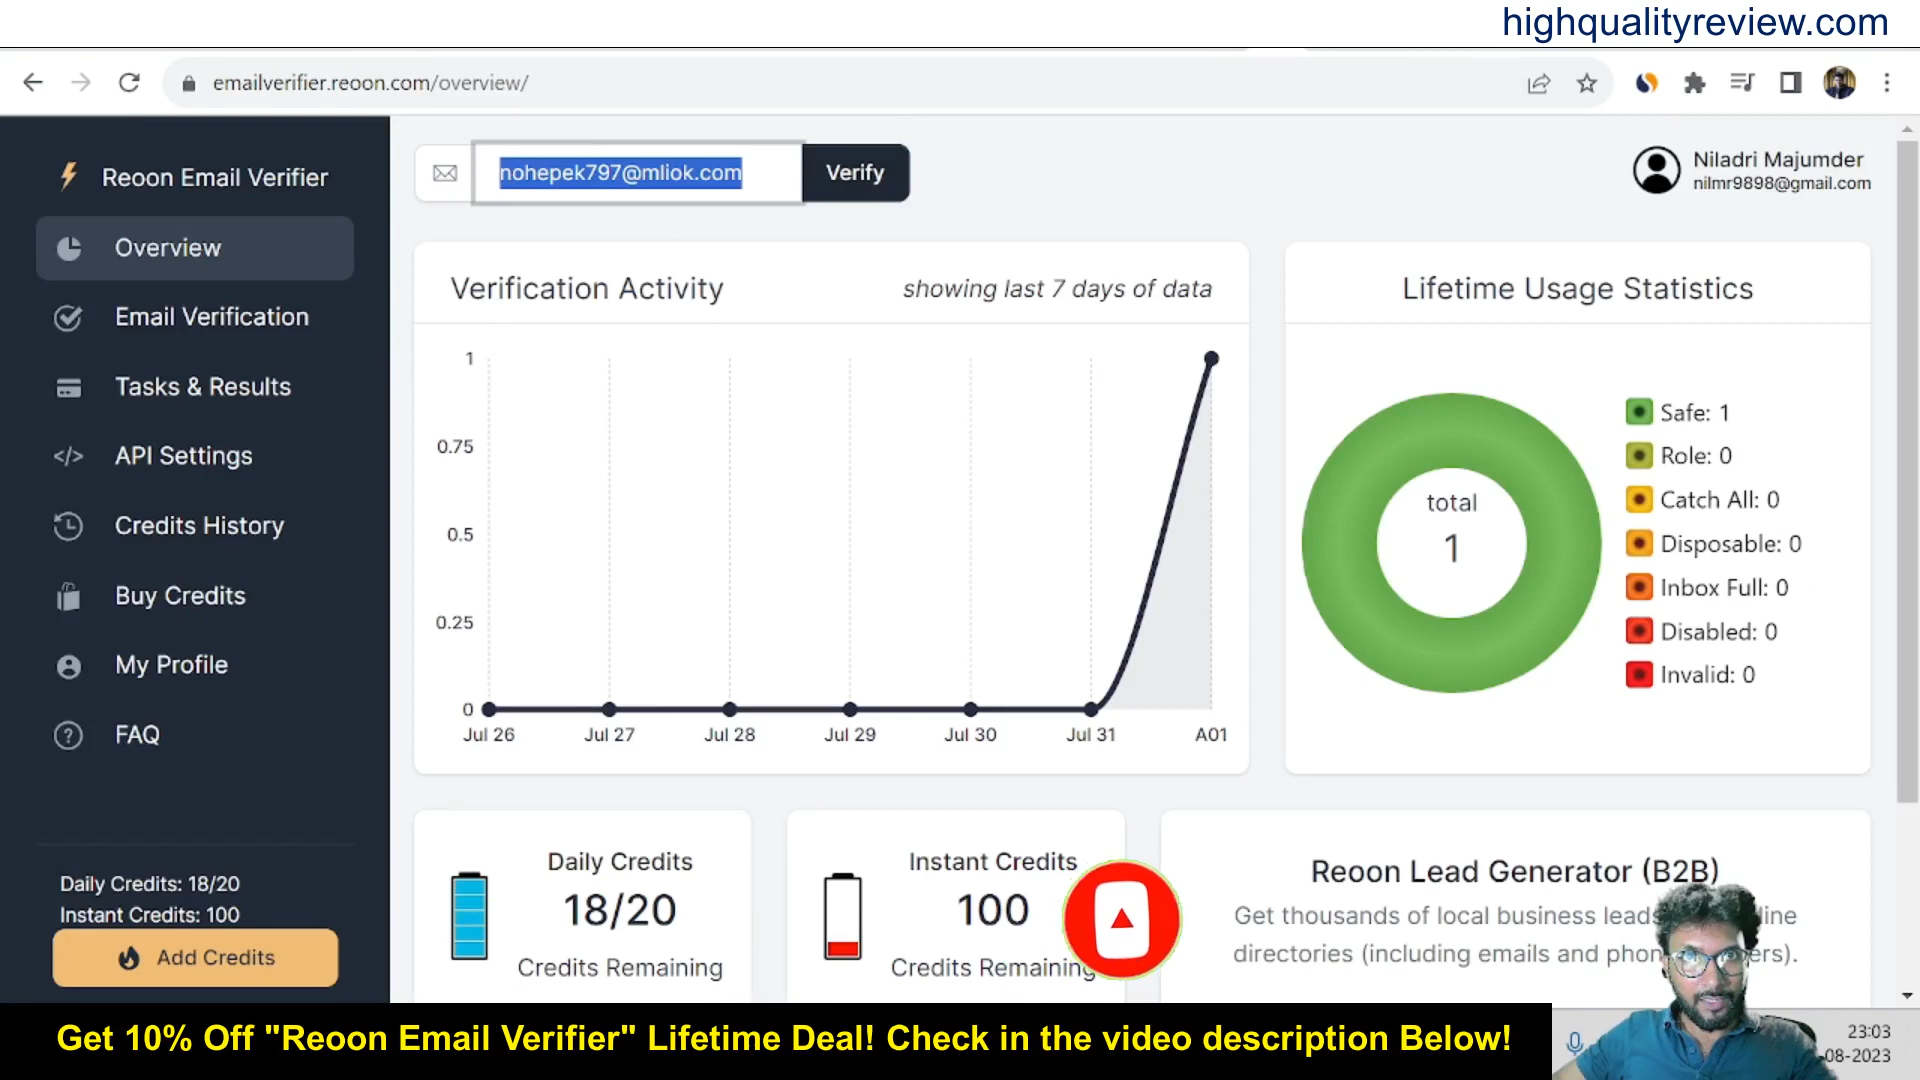 highqualityreview.com
emailverifier.reoon.com/overview/
Reoon Email Verifier
Overview
Email Verification
Tasks & Results
API Settings
Credits History
Buy Credits
My Profile
FAQ
Daily Credits: 18/20
Instant Credits: 100
Add Credits
nohepek797@mliok.com
Verify
Niladri Majumder
nilmr9898@gmail.com
Verification Activity
showing last 7 days of data
1
0.75
0.5
0.25
0
Jul 26 Jul 27 Jul 28 Jul 29 Jul 30 Jul 31 A01
Lifetime Usage Statistics
total
1
Safe: 1
Role: 0
Catch All: 0
Disposable: 0
Inbox Full: 0
Disabled: 0
Invalid: 0
Daily Credits
18/20
Credits Remaining
Instant Credits
100
Credits Remaining
Reoon Lead Generator (B2B)
Get thousands of local business leads
directories (including emails and phon
Get 10% Off "Reoon Email Verifier" Lifetime Deal! Check in the video description Below!
23:03
-08-2023